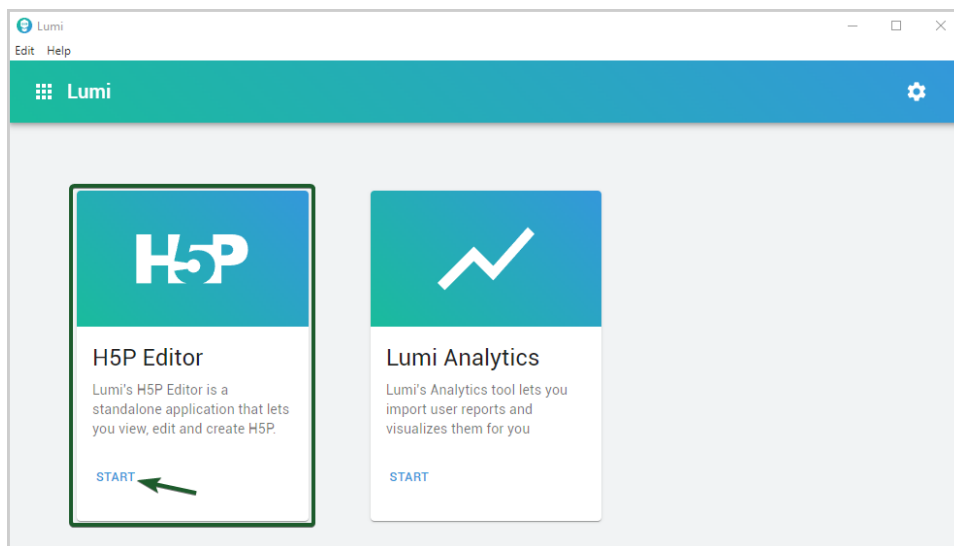 Lumi
Edit Help
Lumi
H5P
H5P Editor
Lumi's H5P Editor is a
standalone application that lets
you view, edit and create H5P.
START
Lumi Analytics
Lumi's Analytics tool lets you
import user reports and
visualizes them for you
START